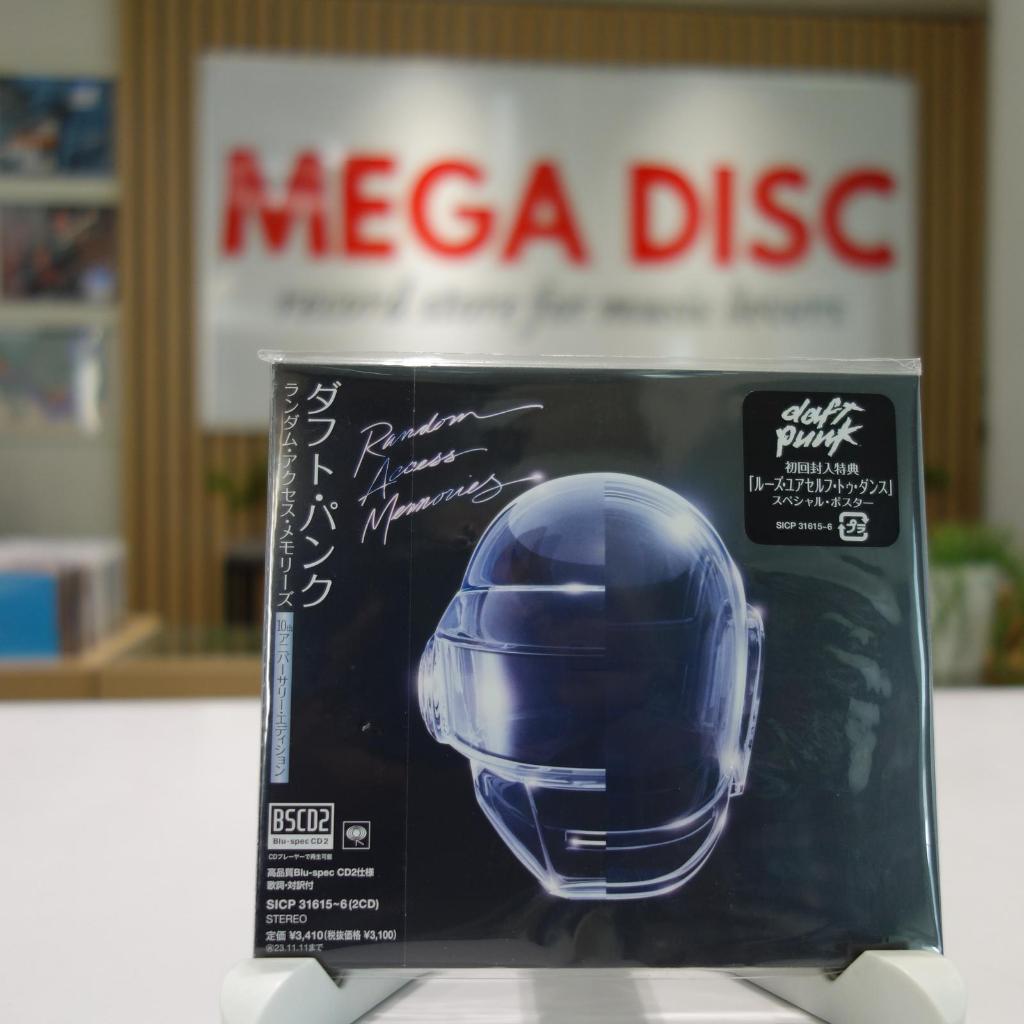 MEGA DISC
record store for music lovers
ダフト・パンク
ランダム・アクセス・メモリーズ
10thアニバーサリー・エディション
Random
Access
Memories
daft
punk
初回封入特典
「ルーズ・ユアセルフ・トゥ・ダンス」
スペシャル・ポスター
SICP 31615~6
プラ
BSCD2
Blu-spec CD2
CDプレーヤーで再生可能
高品質Blu-spec CD2仕様
歌詞・対訳付
SICP 31615~6(2CD)
STEREO
定価 ¥3,410(税抜価格 ¥3,100)
Ⓡ23.11.11まで